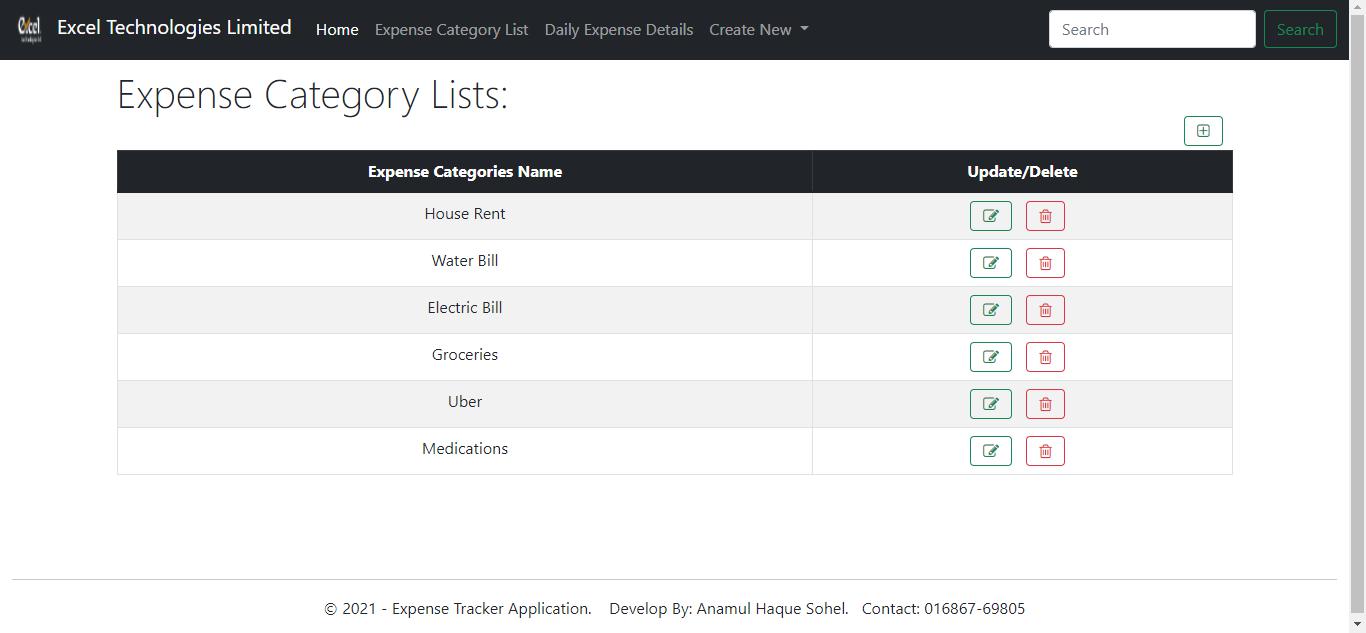 Excel
Excel Technologies Limited Home Expense Category List Daily Expense Details Create New Search Search
Expense Category Lists:
Expense Categories Name Update/Delete
House Rent
Water Bill
Electric Bill
Groceries
Uber
Medications
© 2021 - Expense Tracker Application. Develop By: Anamul Haque Sohel. Contact: 016867-69805